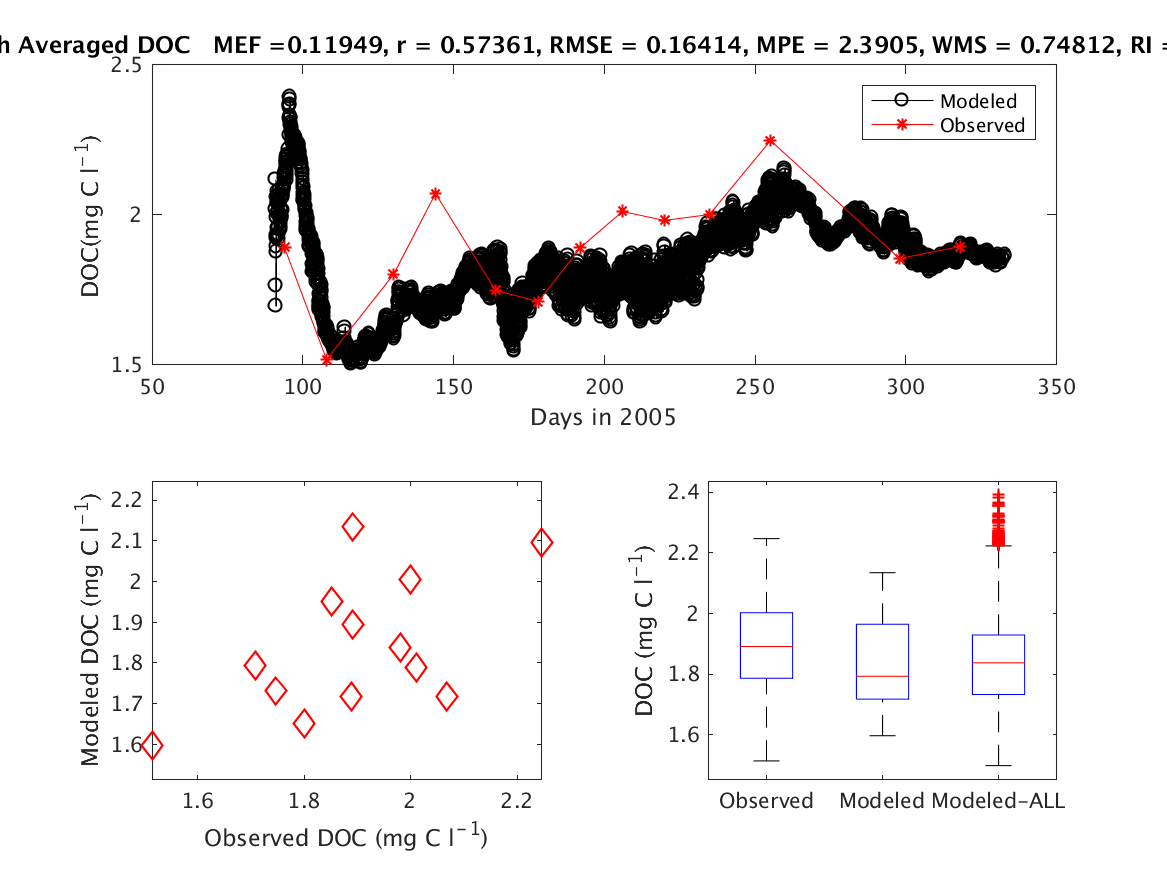 h Averaged DOC MEF =0.11949, r = 0.57361, RMSE = 0.16414, MPE = 2.3905, WMS = 0.74812, RI =
2.5
2
1.5
DOC(mg C l⁻¹)
Modeled
Observed
50 100 150 200 250 300 350
Days in 2005
2.2
2.1
2
1.9
1.8
1.7
1.6
Modeled DOC (mg C l⁻¹)
1.6 1.8 2 2.2
Observed DOC (mg C l⁻¹)
2.4
2.2
2
1.8
1.6
DOC (mg C l⁻¹)
Observed Modeled Modeled-ALL